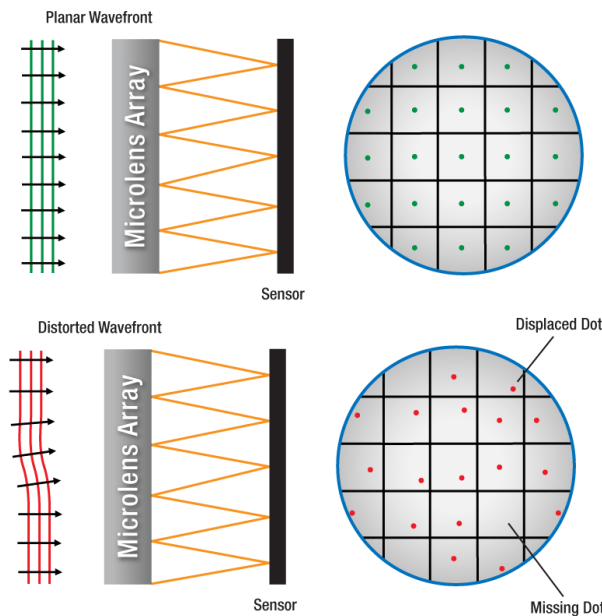 Planar Wavefront
Microlens Array
Sensor
Distorted Wavefront
Displaced Dot
Microlens Array
Missing Dot
Sensor